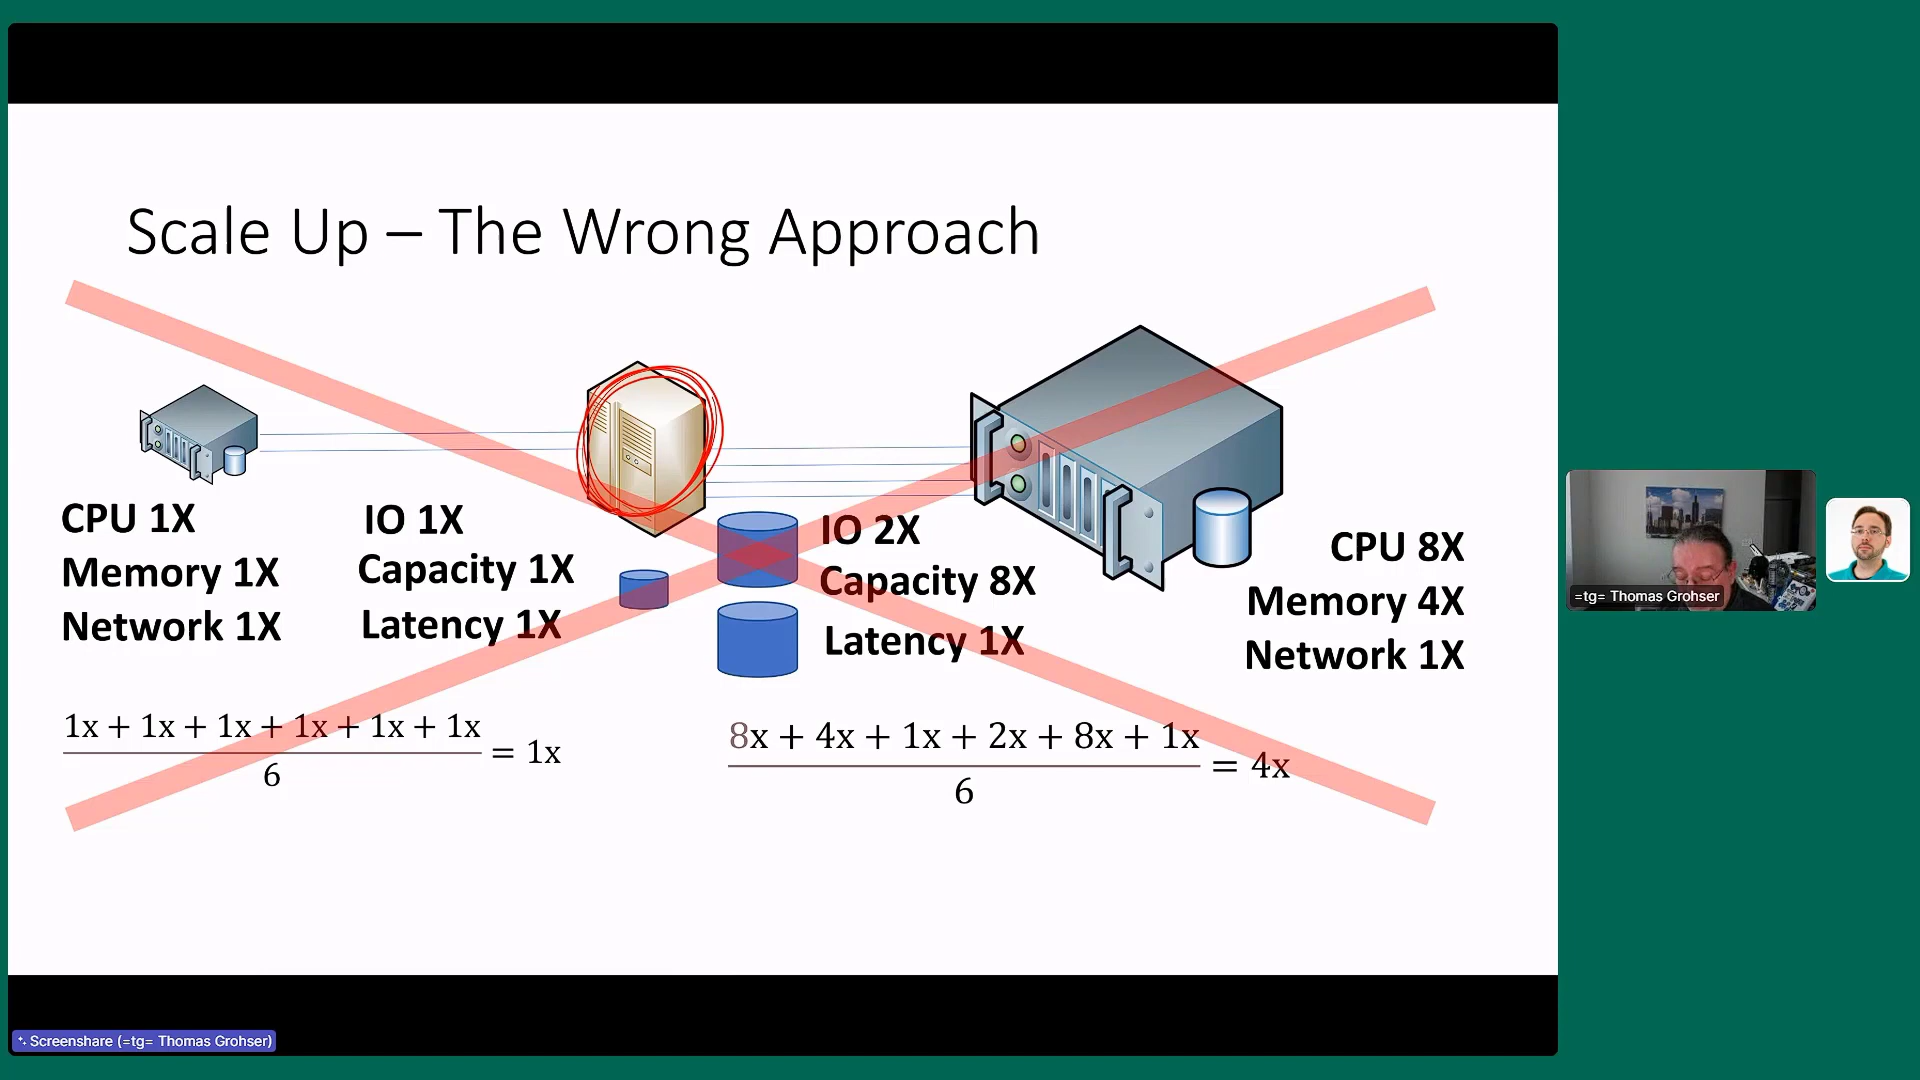 Scale Up – The Wrong Approach
CPU 1X
Memory 1X
Network 1X
IO 1X
Capacity 1X
Latency 1X
IO 2X
Capacity 8X
Latency 1X
CPU 8X
Memory 4X
Network 1X
1x + 1x + 1x + 1x + 1x + 1x
6
= 1x
8x + 4x + 1x + 2x + 8x + 1x
6
= 4x
=tg= Thomas Grohser
Screenshare (=tg= Thomas Grohser)